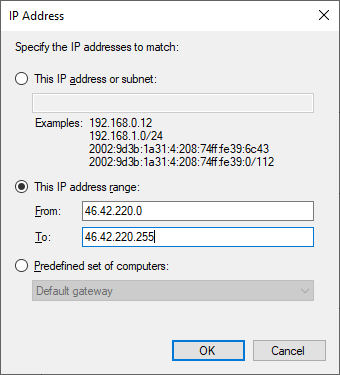 IP Address
Specify the IP addresses to match:
This IP address or subnet:
Examples: 192.168.0.12
192.168.1.0/24
2002:9d3b:1a31:4:208:74ff:fe39:6c43
2002:9d3b:1a31:4:208:74ff:fe39:0/112
This IP address range:
From: 46.42.220.0
To: 46.42.220.255
Predefined set of computers:
Default gateway
OK Cancel